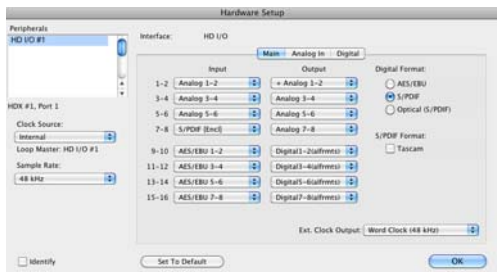 Hardware Setup
Peripherals
HD I/O #1
Interface: HD I/O
Main Analog In Digital
Input Output Digital Format:
1-2 Analog 1-2 + Analog 1-2 AES/EBU
3-4 Analog 3-4 Analog 3-4 S/PDIF
5-6 Analog 5-6 Analog 5-6 Optical (S/PDIF)
7-8 S/PDIF [Encl] Analog 7-8
HDX #1, Port 1
Clock Source:
Internal
Loop Master: HD I/O #1
Sample Rate:
48 kHz
S/PDIF Format:
Tascam
9-10 AES/EBU 1-2 Digital1-2(alfrmts)
11-12 AES/EBU 3-4 Digital3-4(alfrmts)
13-14 AES/EBU 5-6 Digital5-6(alfrmts)
15-16 AES/EBU 7-8 Digital7-8(alfrmts)
Ext. Clock Output: Word Clock (48 kHz)
Identify Set To Default OK